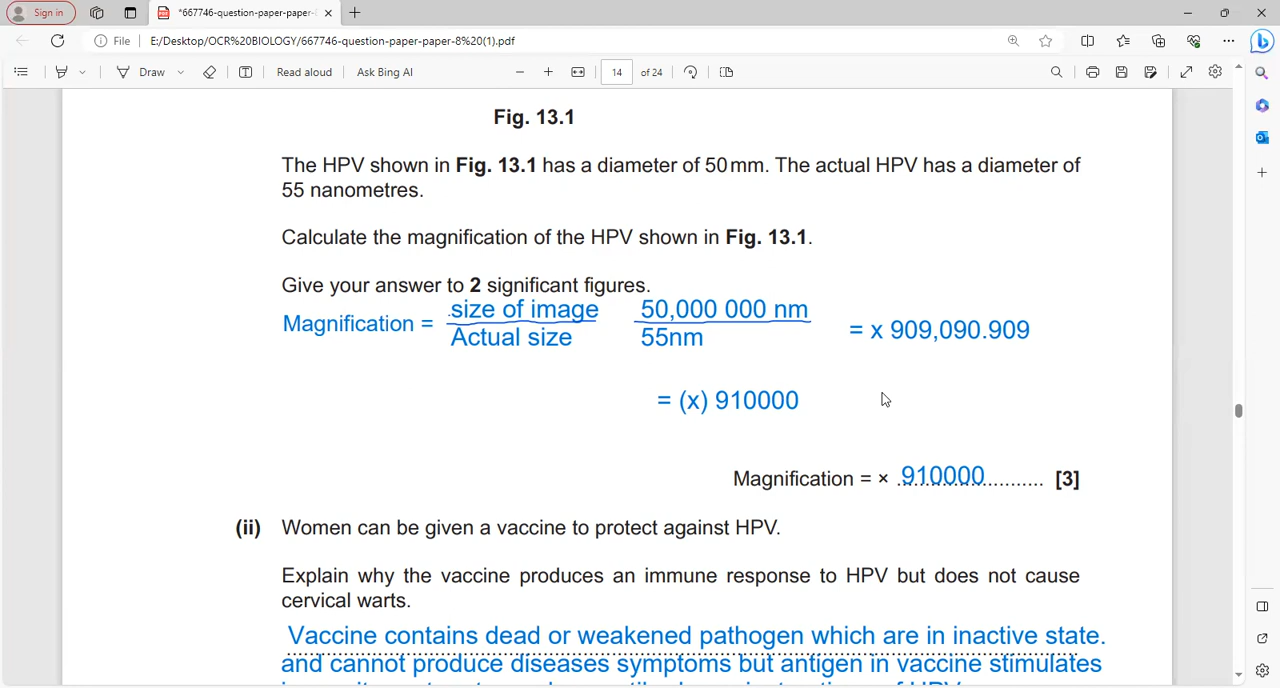 Sign in
*667746-question-paper-paper-8
File
E:/Desktop/OCR%20BIOLOGY/667746-question-paper-paper-8%20(1).pdf
Draw
Read aloud
Ask Bing AI
14
of 24
Fig. 13.1
The HPV shown in Fig. 13.1 has a diameter of 50 mm. The actual HPV has a diameter of
55 nanometres.
Calculate the magnification of the HPV shown in Fig. 13.1.
Give your answer to 2 significant figures.
Magnification = size of image 50,000 000 nm = x 909,090.909
Actual size 55nm
= (x) 910000
Magnification = × 910000 [3]
(ii) Women can be given a vaccine to protect against HPV.
Explain why the vaccine produces an immune response to HPV but does not cause
cervical warts.
Vaccine contains dead or weakened pathogen which are in inactive state.
and cannot produce diseases symptoms but antigen in vaccine stimulates